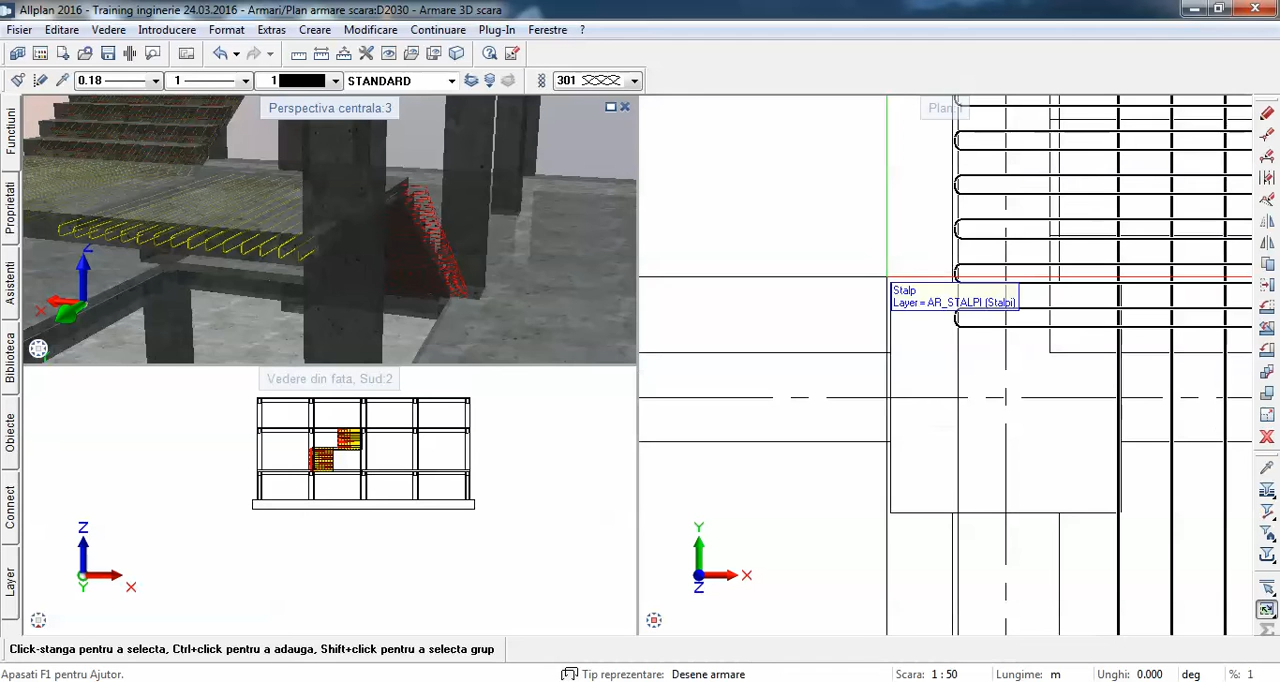 Allplan 2016 - Training inginerie 24.03.2016 - Armari/Plan armare scara:D2030 - Armare 3D scara
Fisier Editare Vedere Introducere Format Extras Creare Modificare Continuare Plug-In Ferestre ?
0.18 1 1 STANDARD 301
Functiuni
Proprietati
Asistenti
Biblioteca
Obiecte
Connect
Layer
Perspectiva centrala:3
Z
X
Vedere din fata, Sud:2
Z
Y
X
Stalp
Layer = AR_STALPI (Stalpi)
Y
Z
X
Click-stanga pentru a selecta, Ctrl+click pentru a adauga, Shift+click pentru a selecta grup
Apasati F1 pentru Ajutor. Tip reprezentare: Desene armare Scara: 1 : 50 Lungime: m Unghi: 0.000 deg %: 1